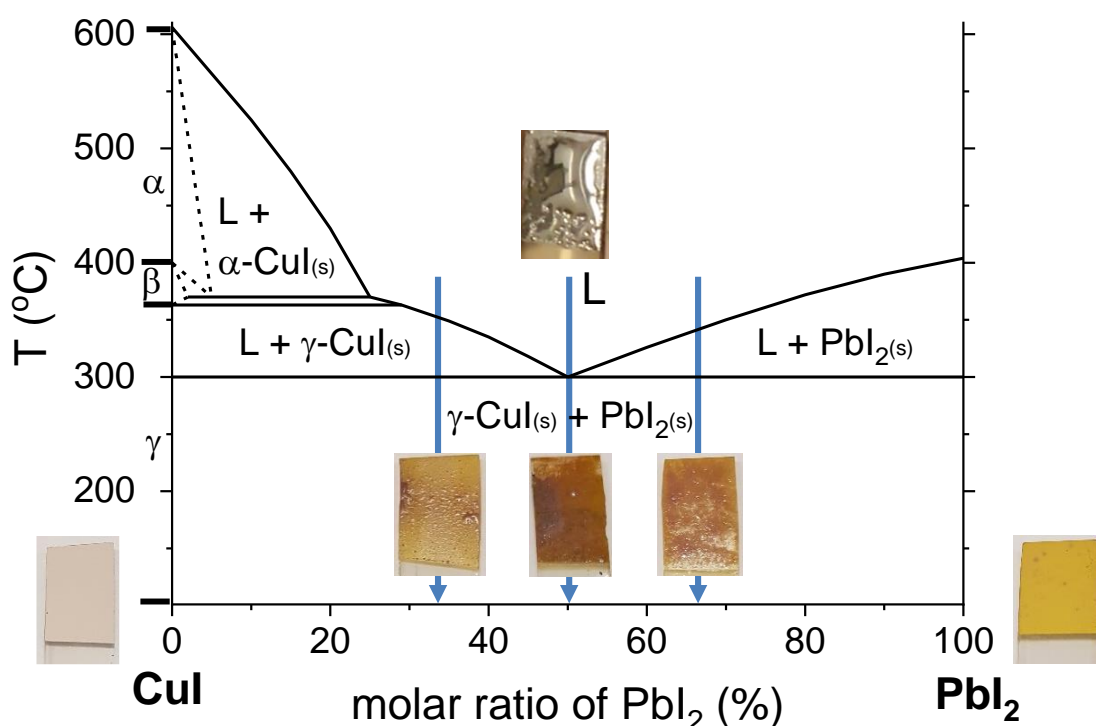 600
500
α
L +
α-CuI(s)
400
β
L
T (°C)
L + γ-CuI(s)
L + PbI2(s)
300
γ-CuI(s) + PbI2(s)
γ
200
0
20
40
60
80
100
CuI
molar ratio of PbI2 (%)
PbI2